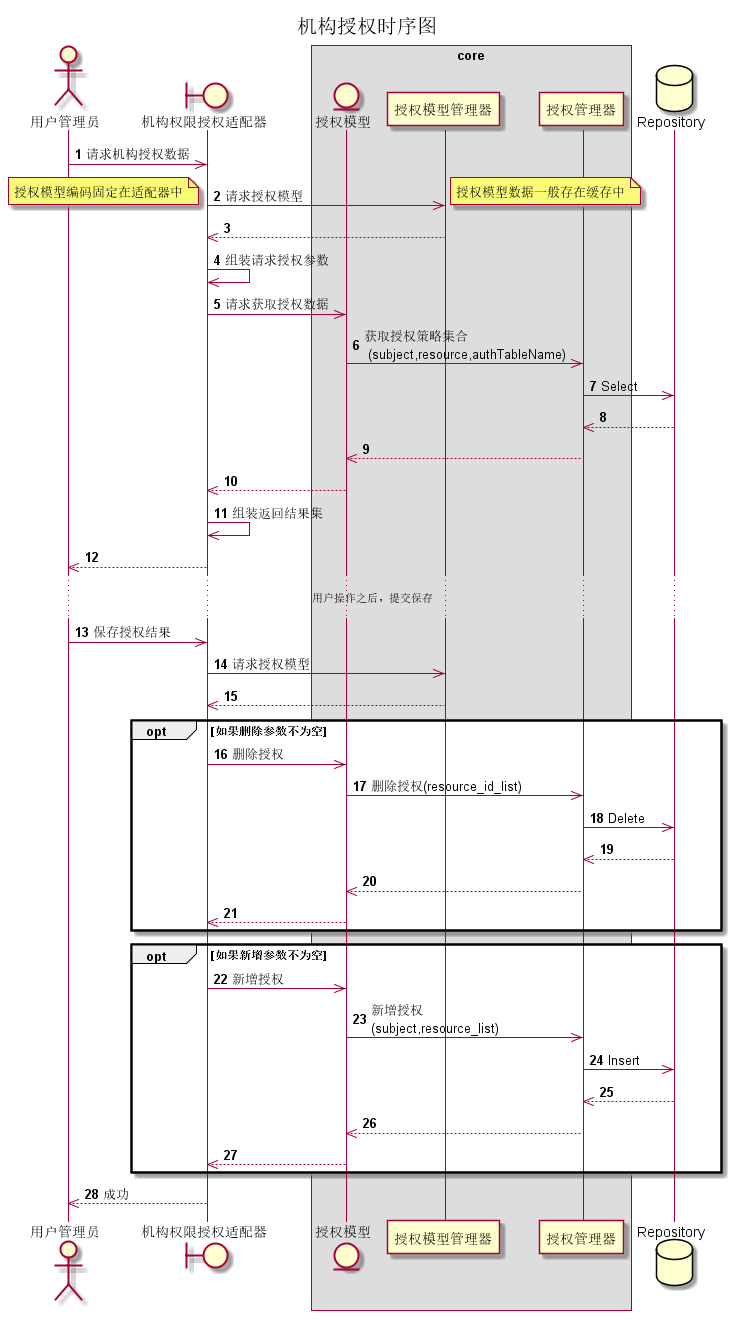 机构授权时序图
core
用户管理员
机构权限授权适配器
授权模型
授权模型管理器
授权管理器
Repository
1 请求机构授权数据
授权模型编码固定在适配器中
2 请求授权模型
授权模型数据一般存在缓存中
3
4 组装请求授权参数
5 请求获取授权数据
6 获取授权策略集合
(subject,resource,authTableName)
7 Select
8
9
10
11 组装返回结果集
12
用户操作之后，提交保存
13 保存授权结果
14 请求授权模型
15
opt [如果删除参数不为空]
16 删除授权
17 删除授权(resource_id_list)
18 Delete
19
20
21
opt [如果新增参数不为空]
22 新增授权
23 新增授权
(subject,resource_list)
24 Insert
25
26
27
28 成功
用户管理员
机构权限授权适配器
授权模型
授权模型管理器
授权管理器
Repository